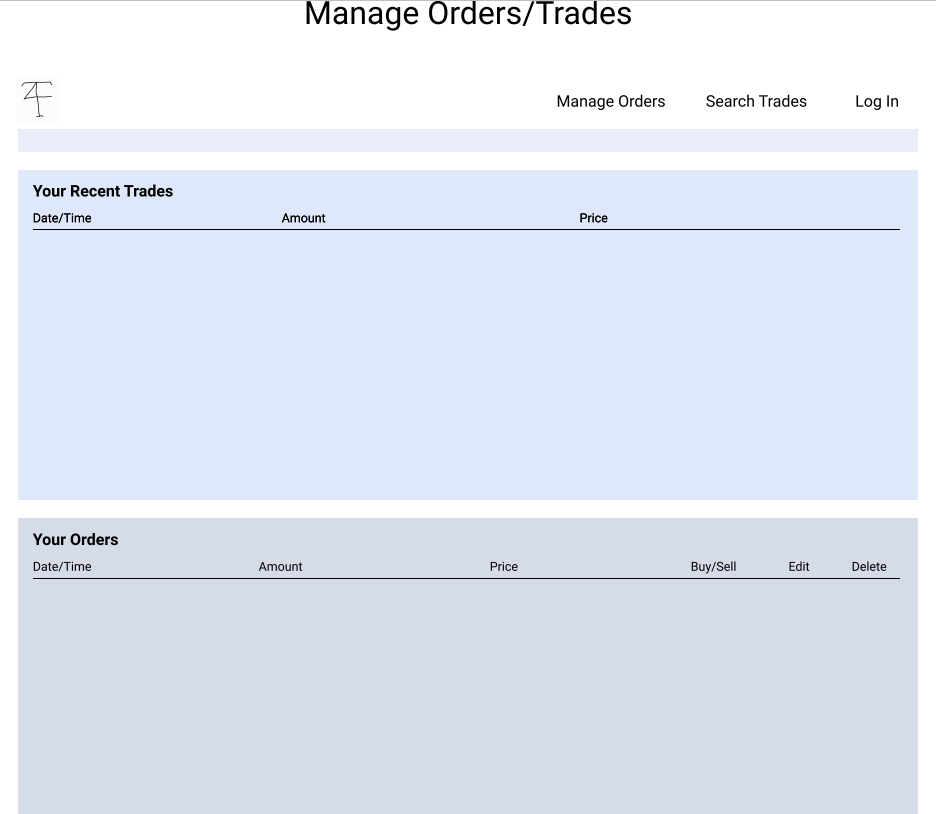 Manage Orders/Trades
Manage Orders Search Trades Log In
Your Recent Trades
Date/Time Amount Price
Your Orders
Date/Time Amount Price Buy/Sell Edit Delete